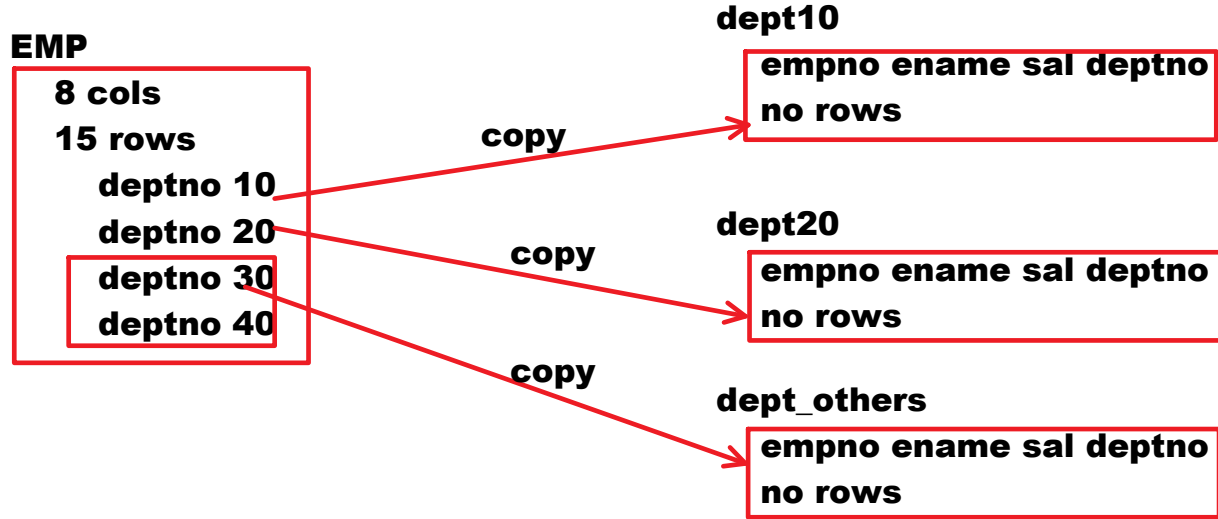 EMP
8 cols
15 rows
deptno 10
deptno 20
deptno 30
deptno 40
copy
copy
copy
dept10
empno ename sal deptno
no rows
dept20
empno ename sal deptno
no rows
dept_others
empno ename sal deptno
no rows